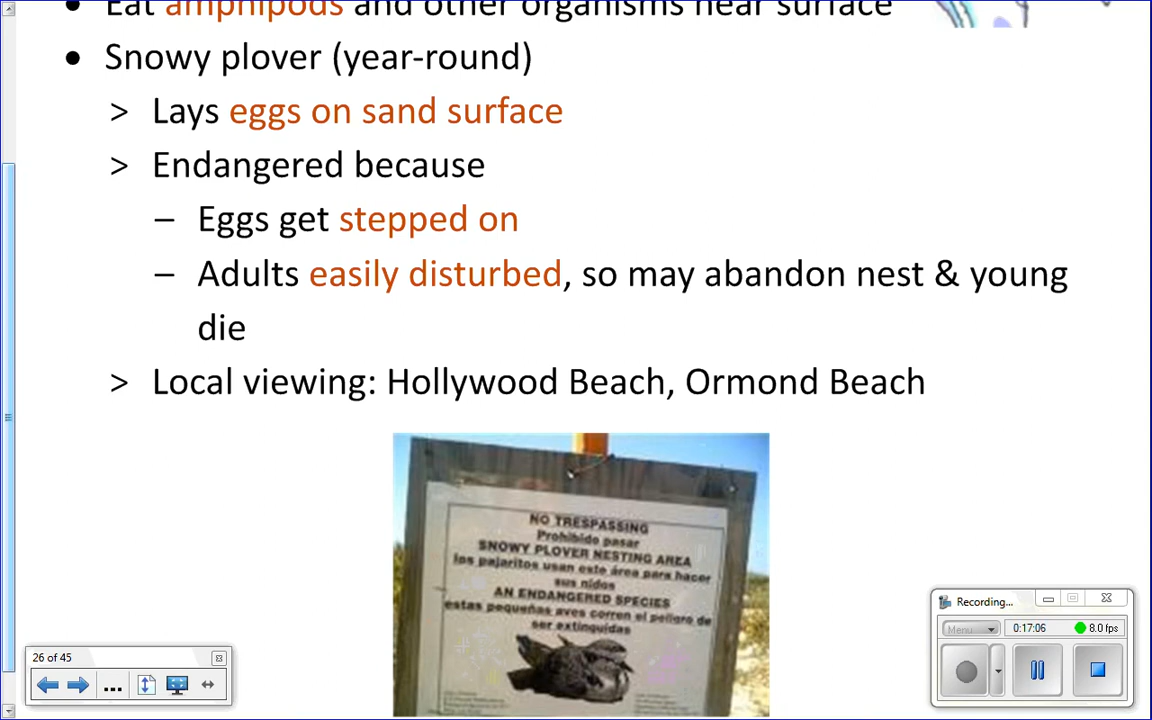 • Eat amphipods and other organisms near surface
• Snowy plover (year-round)
> Lays eggs on sand surface
> Endangered because
– Eggs get stepped on
– Adults easily disturbed, so may abandon nest & young
die
> Local viewing: Hollywood Beach, Ormond Beach
NO TRESPASSING
Prohibido pasar
SNOWY PLOVER NESTING AREA
los pajaritos usan este área para hacer
sus nidos
AN ENDANGERED SPECIES
estas pequeñas aves corren el peligro de
ser extinguidas
26 of 45
Recording...
Menu
0:17:06
8.0 fps